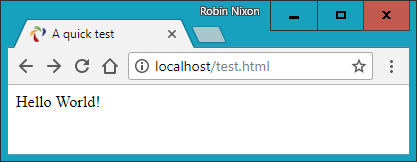 Robin Nixon
A quick test
localhost/test.html
Hello World!